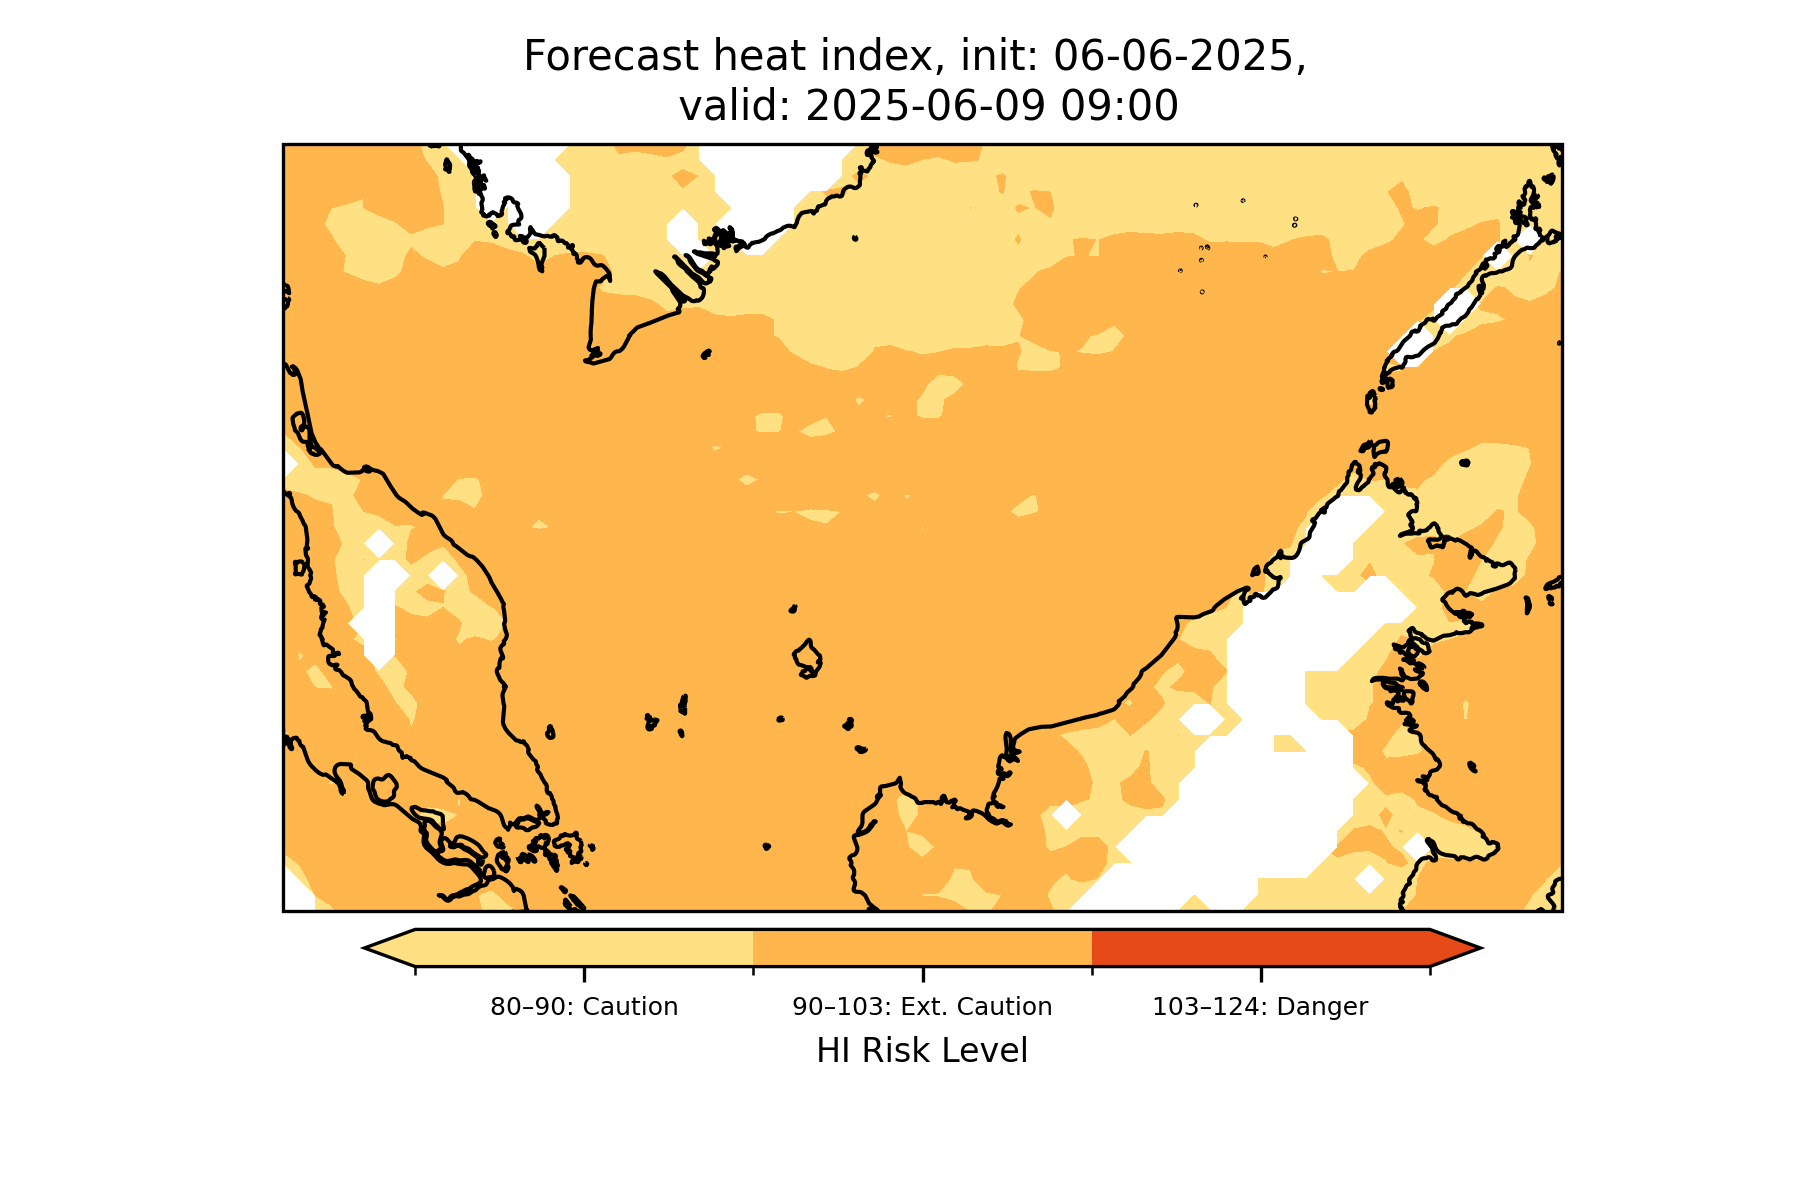 Forecast heat index, init: 06-06-2025,
valid: 2025-06-09 09:00
80–90: Caution
90–103: Ext. Caution
103–124: Danger
HI Risk Level